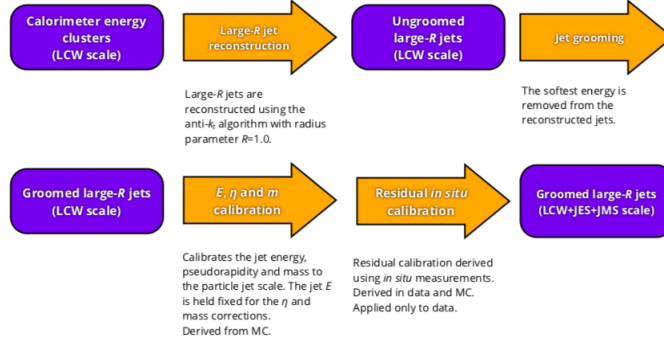 Calorimeter energy
clusters
(LCW scale)
Large-R jet
reconstruction
Ungroomed
large-R jets
(LCW scale)
Jet grooming
Large-R jets are
reconstructed using the
anti-kₜ algorithm with radius
parameter R=1.0.
The softest energy is
removed from the
reconstructed jets.
Groomed large-R jets
(LCW scale)
E, η and m
calibration
Residual in situ
calibration
Groomed large-R jets
(LCW+JES+JMS scale)
Calibrates the jet energy,
pseudorapidity and mass to
the particle jet scale. The jet E
is held fixed for the η and
mass corrections.
Derived from MC.
Residual calibration derived
using in situ measurements.
Derived in data and MC.
Applied only to data.